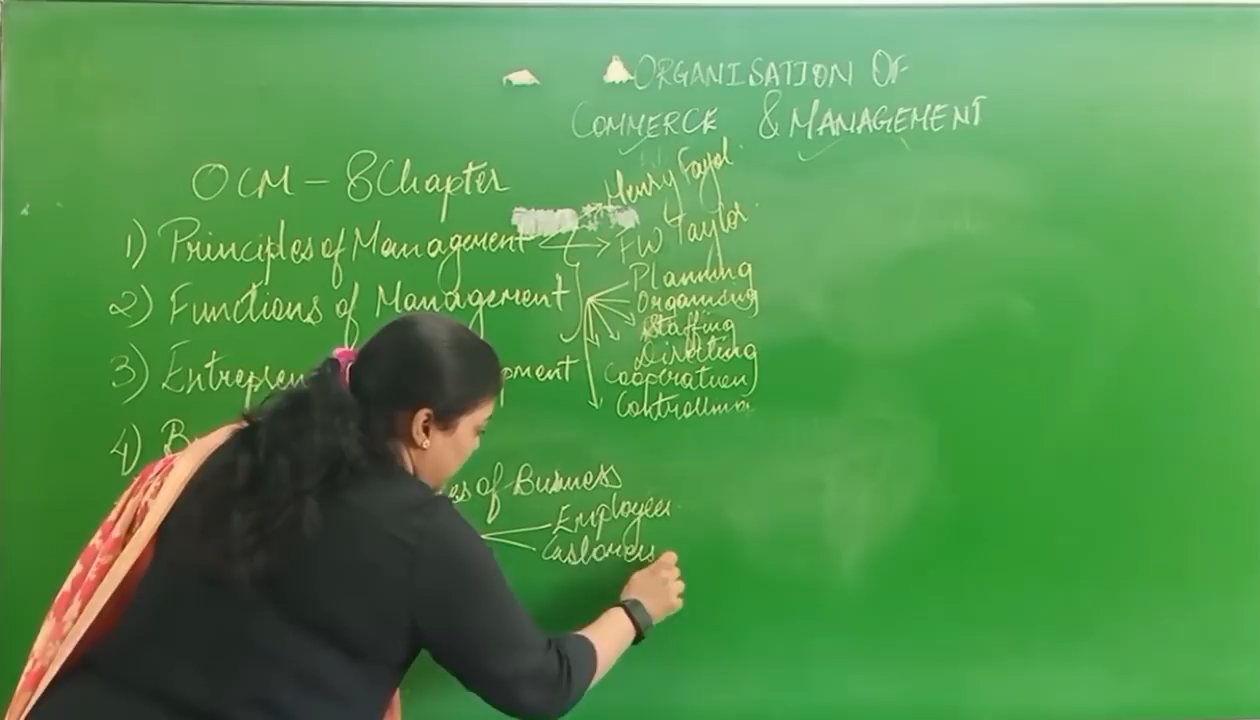 ORGANISATION OF
COMMERCE & MANAGEMENT
OCM - 8 Chapter
Henry Fayol.
1) Principles of Management
FW Taylor.
2) Functions of Management
Planning
Organising
Staffing
Directing
Cooperation
Controlling
3) Entrepren pment
4) B
es of Business
Employees
Customers